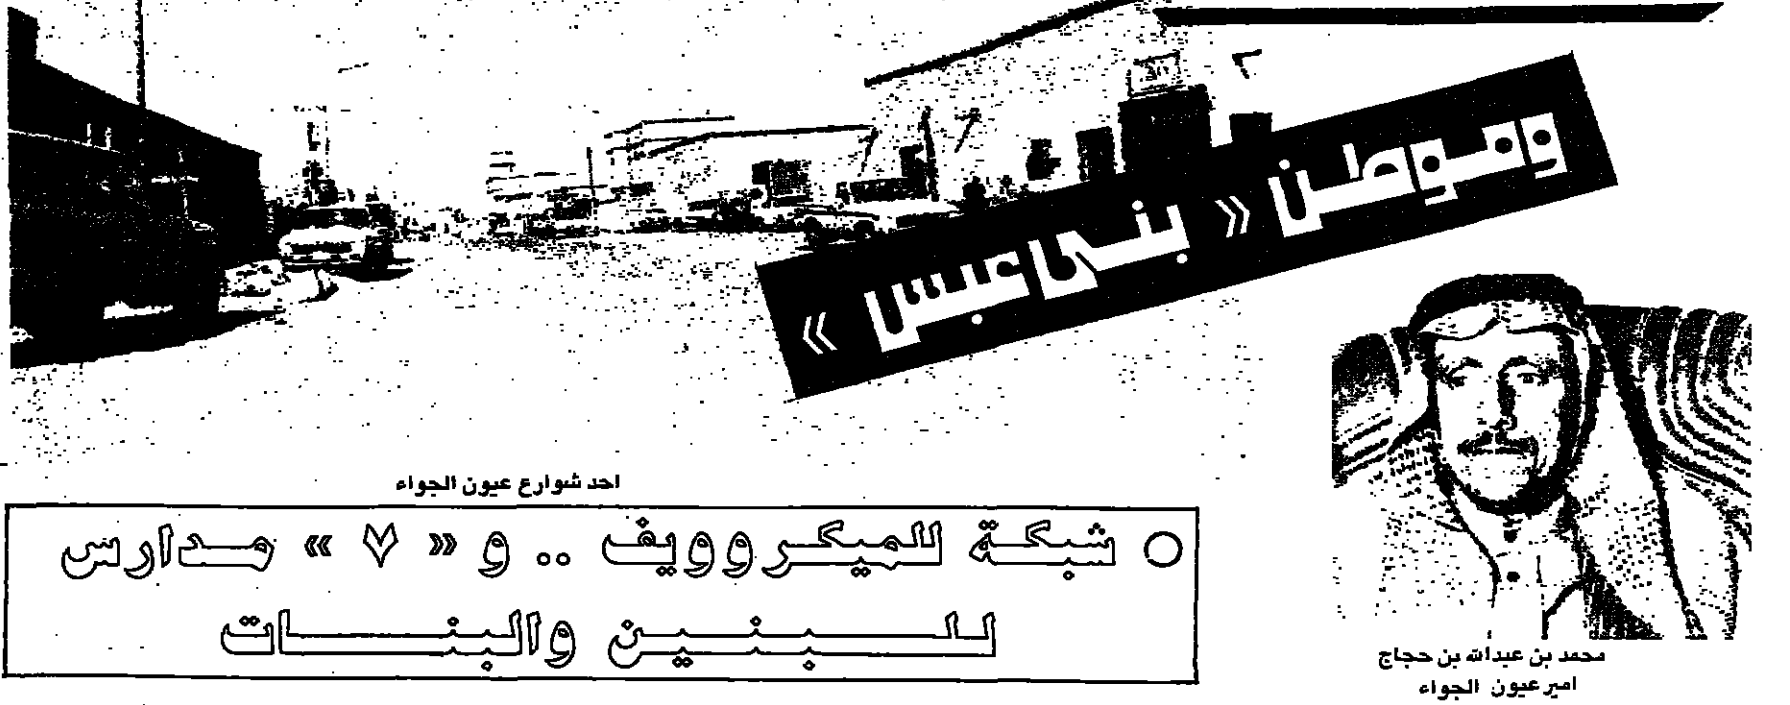 وموطن « بنى عبس »
احد شوارع عيون الجواء
○ شبكة للميكروويف .. و « ٧ » مدارس
للبنين والبنات
محمد بن عبدالله بن حجاج
امير عيون الجواء